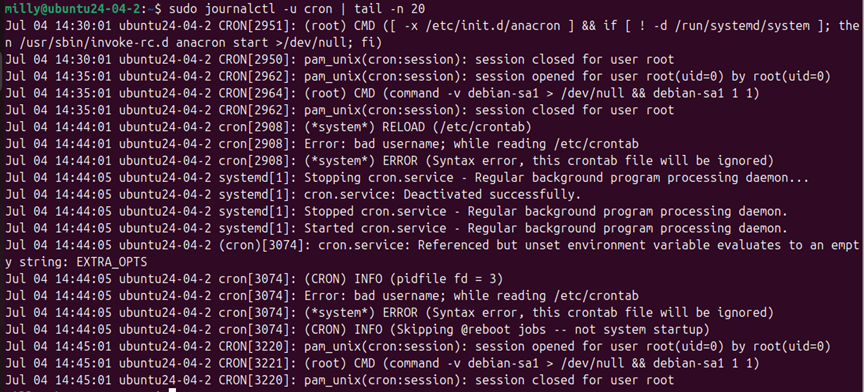 milly@ubuntu24-04-2:~$ sudo journalctl -u cron | tail -n 20
Jul 04 14:30:01 ubuntu24-04-2 CRON[2951]: (root) CMD ([ -x /etc/init.d/anacron ] && if [ ! -d /run/systemd/system ]; the
n /usr/sbin/invoke-rc.d anacron start >/dev/null; fi)
Jul 04 14:30:01 ubuntu24-04-2 CRON[2950]: pam_unix(cron:session): session closed for user root
Jul 04 14:35:01 ubuntu24-04-2 CRON[2962]: pam_unix(cron:session): session opened for user root(uid=0) by root(uid=0)
Jul 04 14:35:01 ubuntu24-04-2 CRON[2964]: (root) CMD (command -v debian-sa1 > /dev/null && debian-sa1 1 1)
Jul 04 14:35:01 ubuntu24-04-2 CRON[2962]: pam_unix(cron:session): session closed for user root
Jul 04 14:44:01 ubuntu24-04-2 cron[2908]: (*system*) RELOAD (/etc/crontab)
Jul 04 14:44:01 ubuntu24-04-2 cron[2908]: Error: bad username; while reading /etc/crontab
Jul 04 14:44:01 ubuntu24-04-2 cron[2908]: (*system*) ERROR (Syntax error, this crontab file will be ignored)
Jul 04 14:44:05 ubuntu24-04-2 systemd[1]: Stopping cron.service - Regular background program processing daemon...
Jul 04 14:44:05 ubuntu24-04-2 systemd[1]: cron.service: Deactivated successfully.
Jul 04 14:44:05 ubuntu24-04-2 systemd[1]: Stopped cron.service - Regular background program processing daemon.
Jul 04 14:44:05 ubuntu24-04-2 systemd[1]: Started cron.service - Regular background program processing daemon.
Jul 04 14:44:05 ubuntu24-04-2 (cron)[3074]: cron.service: Referenced but unset environment variable evaluates to an empt
y string: EXTRA_OPTS
Jul 04 14:44:05 ubuntu24-04-2 cron[3074]: (CRON) INFO (pidfile fd = 3)
Jul 04 14:44:05 ubuntu24-04-2 cron[3074]: Error: bad username; while reading /etc/crontab
Jul 04 14:44:05 ubuntu24-04-2 cron[3074]: (*system*) ERROR (Syntax error, this crontab file will be ignored)
Jul 04 14:44:05 ubuntu24-04-2 cron[3074]: (CRON) INFO (Skipping @reboot jobs -- not system startup)
Jul 04 14:45:01 ubuntu24-04-2 CRON[3220]: pam_unix(cron:session): session opened for user root(uid=0) by root(uid=0)
Jul 04 14:45:01 ubuntu24-04-2 CRON[3221]: (root) CMD (command -v debian-sa1 > /dev/null && debian-sa1 1 1)
Jul 04 14:45:01 ubuntu24-04-2 CRON[3220]: pam_unix(cron:session): session closed for user root